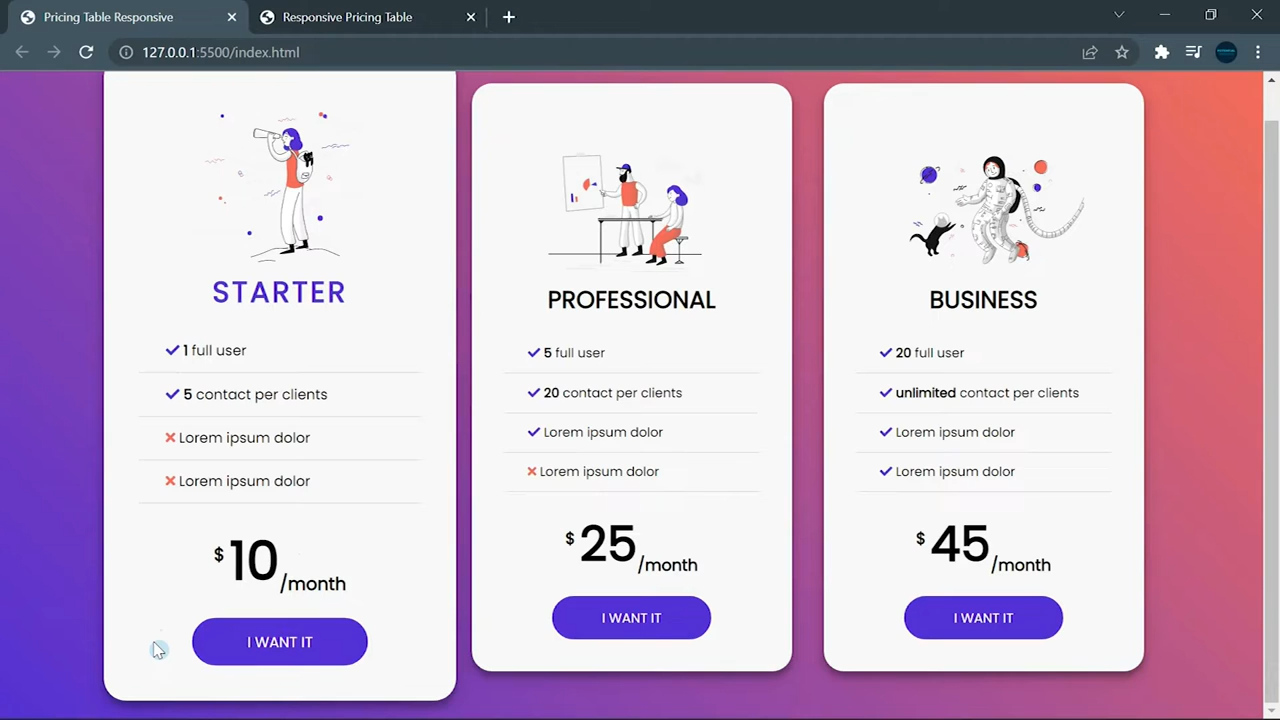 Pricing Table Responsive
Responsive Pricing Table
127.0.0.1:5500/index.html
STARTER
1 full user
5 contact per clients
Lorem ipsum dolor
Lorem ipsum dolor
$10/month
I WANT IT
PROFESSIONAL
5 full user
20 contact per clients
Lorem ipsum dolor
Lorem ipsum dolor
$25/month
I WANT IT
BUSINESS
20 full user
unlimited contact per clients
Lorem ipsum dolor
Lorem ipsum dolor
$45/month
I WANT IT